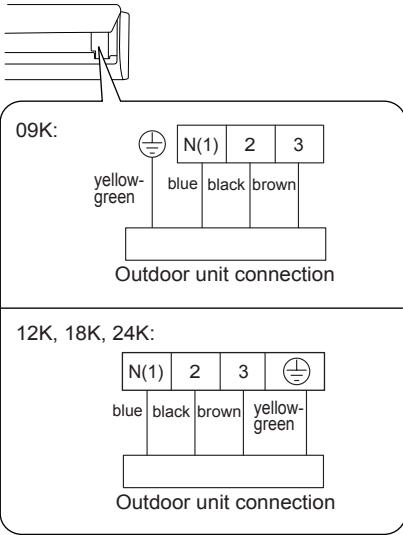 09K:
N(1) 2 3
yellow-
green
blue black brown
Outdoor unit connection
12K, 18K, 24K:
N(1) 2 3
blue black brown yellow-
green
Outdoor unit connection